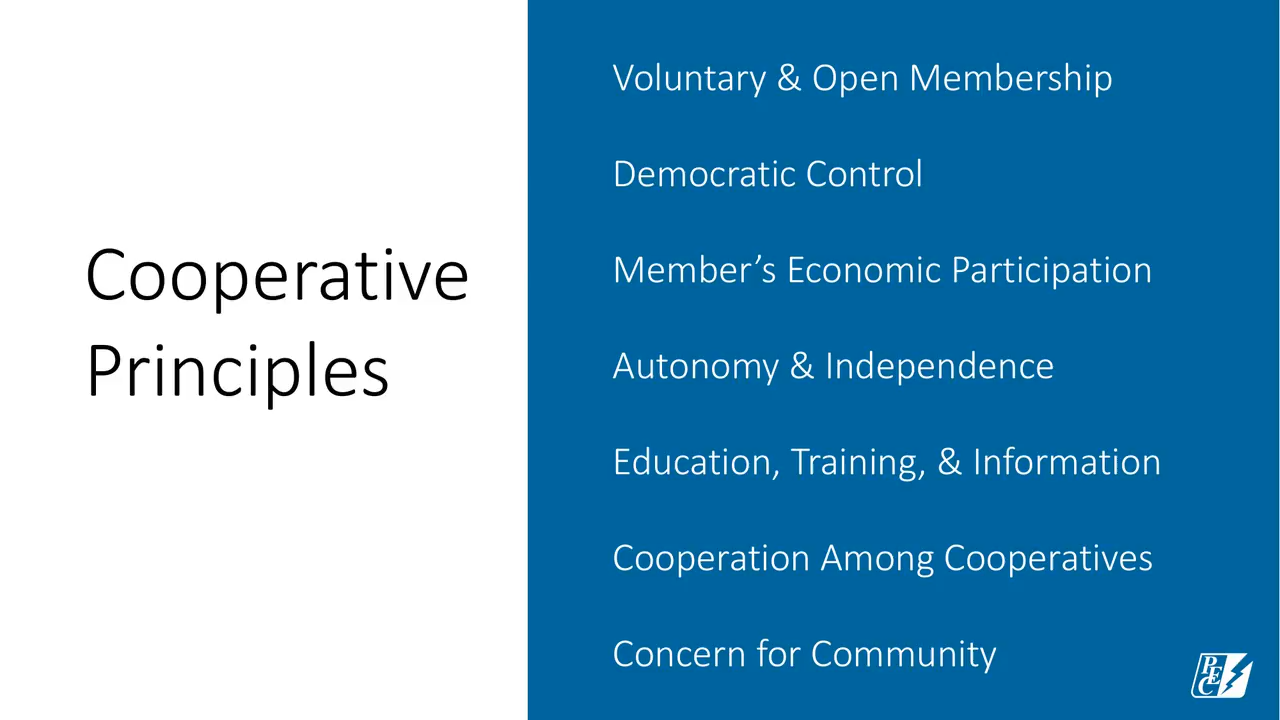 Cooperative
Principles
Voluntary & Open Membership
Democratic Control
Member’s Economic Participation
Autonomy & Independence
Education, Training, & Information
Cooperation Among Cooperatives
Concern for Community
PEC